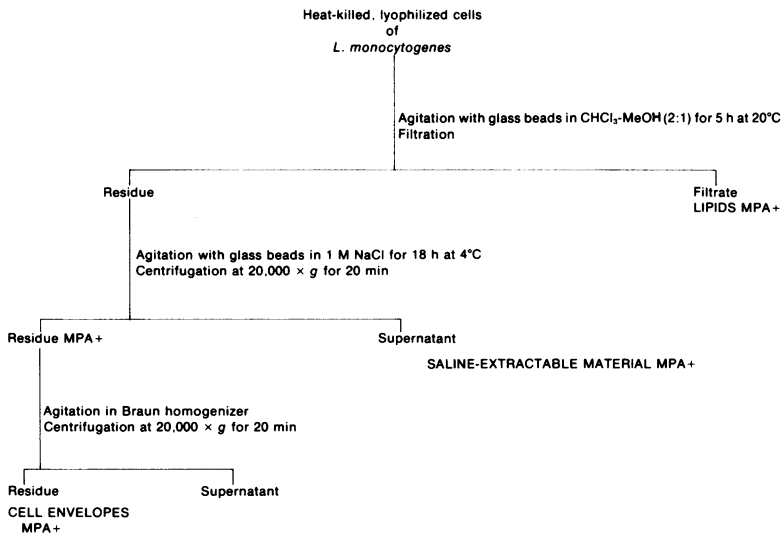 Heat-killed, lyophilized cells
of
L. monocytogenes
Agitation with glass beads in CHCl₃-MeOH (2:1) for 5 h at 20°C
Filtration
Residue
Filtrate
LIPIDS MPA+
Agitation with glass beads in 1 M NaCl for 18 h at 4°C
Centrifugation at 20,000 × g for 20 min
Residue MPA+
Supernatant
SALINE-EXTRACTABLE MATERIAL MPA+
Agitation in Braun homogenizer
Centrifugation at 20,000 × g for 20 min
Residue
Supernatant
CELL ENVELOPES
MPA+